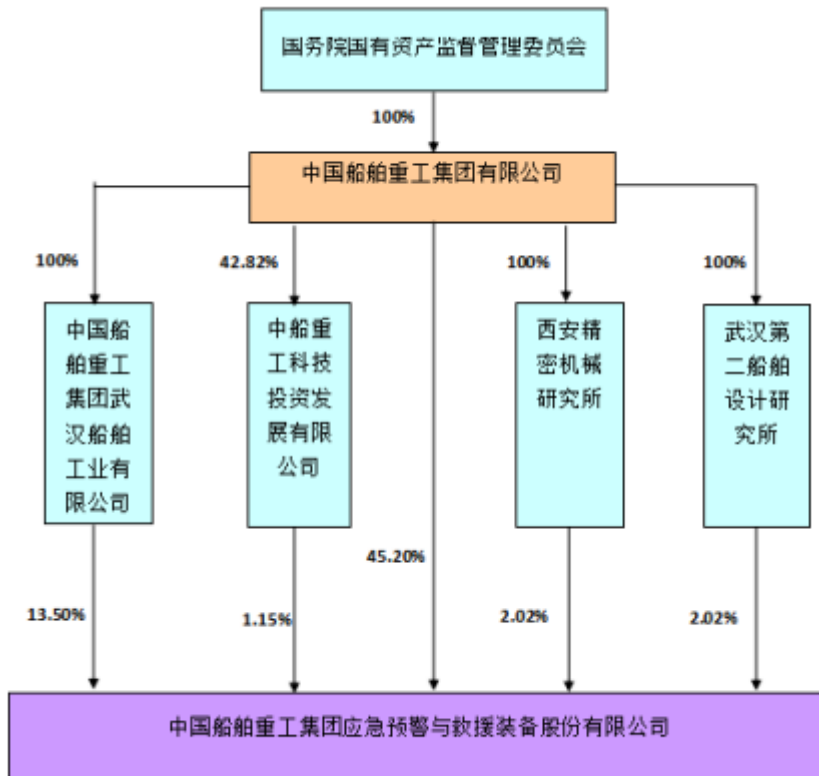 国务院国有资产监督管理委员会
100%
中国船舶重工集团有限公司
100%
42.82%
100%
100%
中国船
舶重工
集团武
汉船舶
工业有
限公司
中船重
工科技
投资发
展有限
公司
西安精
密机械
研究所
武汉第
二船舶
设计研
究所
45.20%
13.50%
1.15%
2.02%
2.02%
中国船舶重工集团应急预警与救援装备股份有限公司